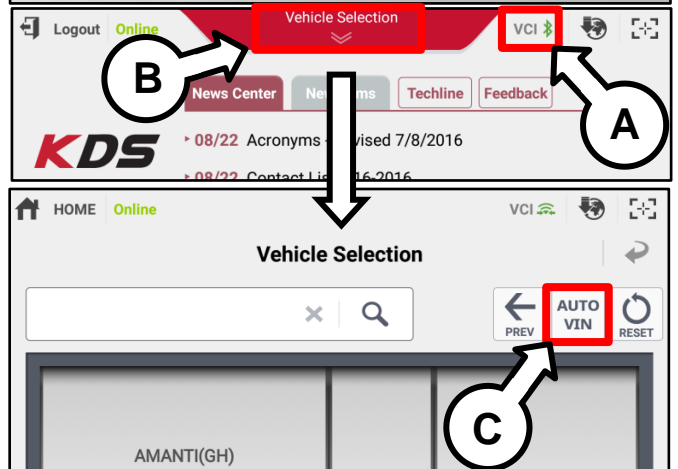 Vehicle Selection
Logout Online VCI
B
News Center Techline Feedback
A
KDS
08/22 Acronyms - vised 7/8/2016
08/22 Contact Lis 16-2016
HOME Online VCI
Vehicle Selection
PREV AUTO VIN RESET
C
AMANTI(GH)